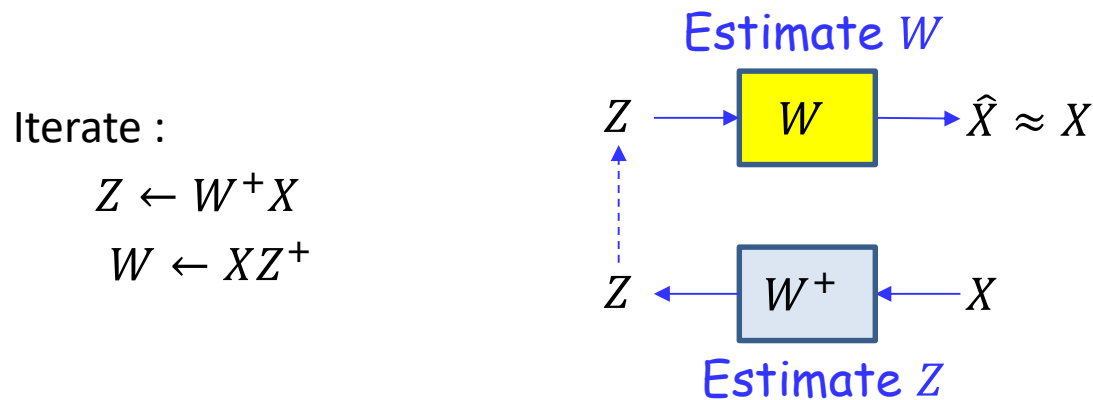 Iterate :
Z ← W⁺X
W ← XZ⁺
Estimate W
Z
W
X̂ ≈ X
Z
W⁺
X
Estimate Z